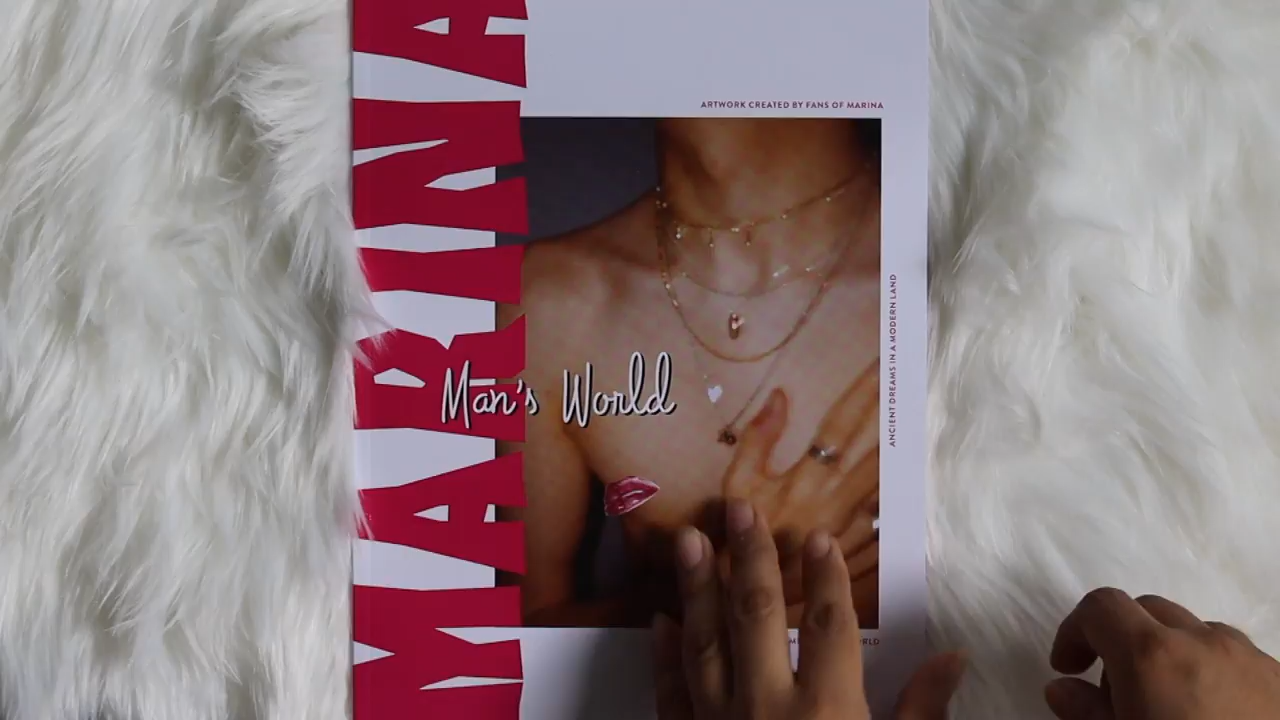 MARINA
ARTWORK CREATED BY FANS OF MARINA
Man's World
ANCIENT DREAMS IN A MODERN LAND